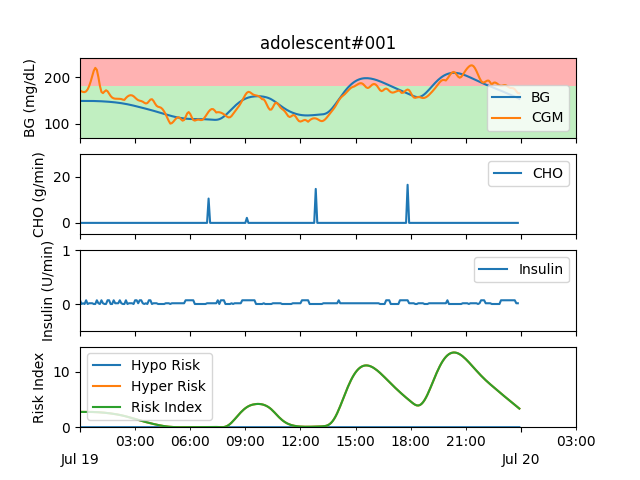 adolescent#001
BG (mg/dL)
200
100
BG
CGM
CHO (g/min)
20
0
CHO
Insulin (U/min)
1
0
Insulin
Risk Index
10
0
Hypo Risk
Hyper Risk
Risk Index
03:00 06:00 09:00 12:00 15:00 18:00 21:00 03:00
Jul 19 Jul 20